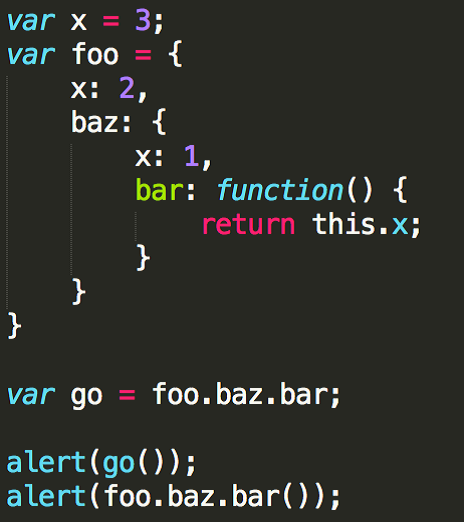 var x = 3;
var foo = {
    x: 2,
    baz: {
        x: 1,
        bar: function() {
            return this.x;
        }
    }
}

var go = foo.baz.bar;

alert(go());
alert(foo.baz.bar());